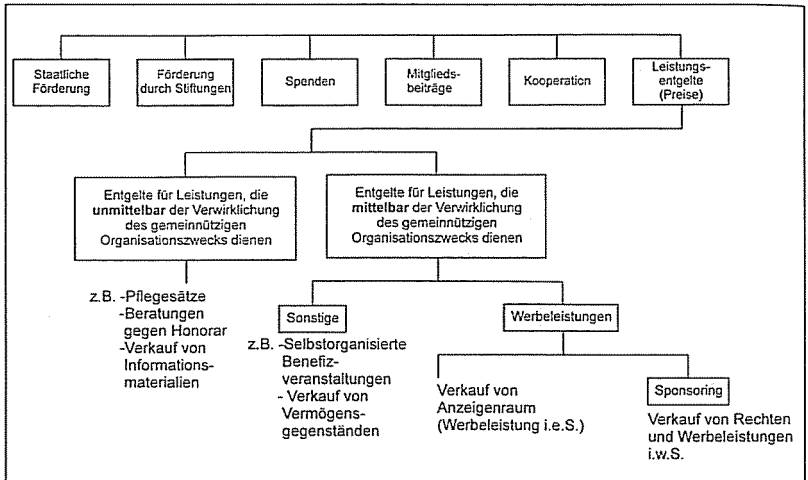 Staatliche
Förderung
Förderung
durch Stiftungen
Spenden
Mitglieds-
beiträge
Kooperation
Leistungs-
entgelte
(Preise)
Entgelte für Leistungen, die
unmittelbar der Verwirklichung
des gemeinnützigen
Organisationszwecks dienen
Entgelte für Leistungen, die
mittelbar der Verwirklichung
des gemeinnützigen
Organisationszwecks dienen
z.B. -Pflegesätze
-Beratungen
gegen Honorar
-Verkauf von
Informations-
materialien
Sonstige
z.B. -Selbstorganisierte
Benefiz-
veranstaltungen
- Verkauf von
Vermögens-
gegenständen
Werbeleistungen
Verkauf von
Anzeigenraum
(Werbeleistung i.e.S.)
Sponsoring
Verkauf von Rechten
und Werbeleistungen
i.w.S.